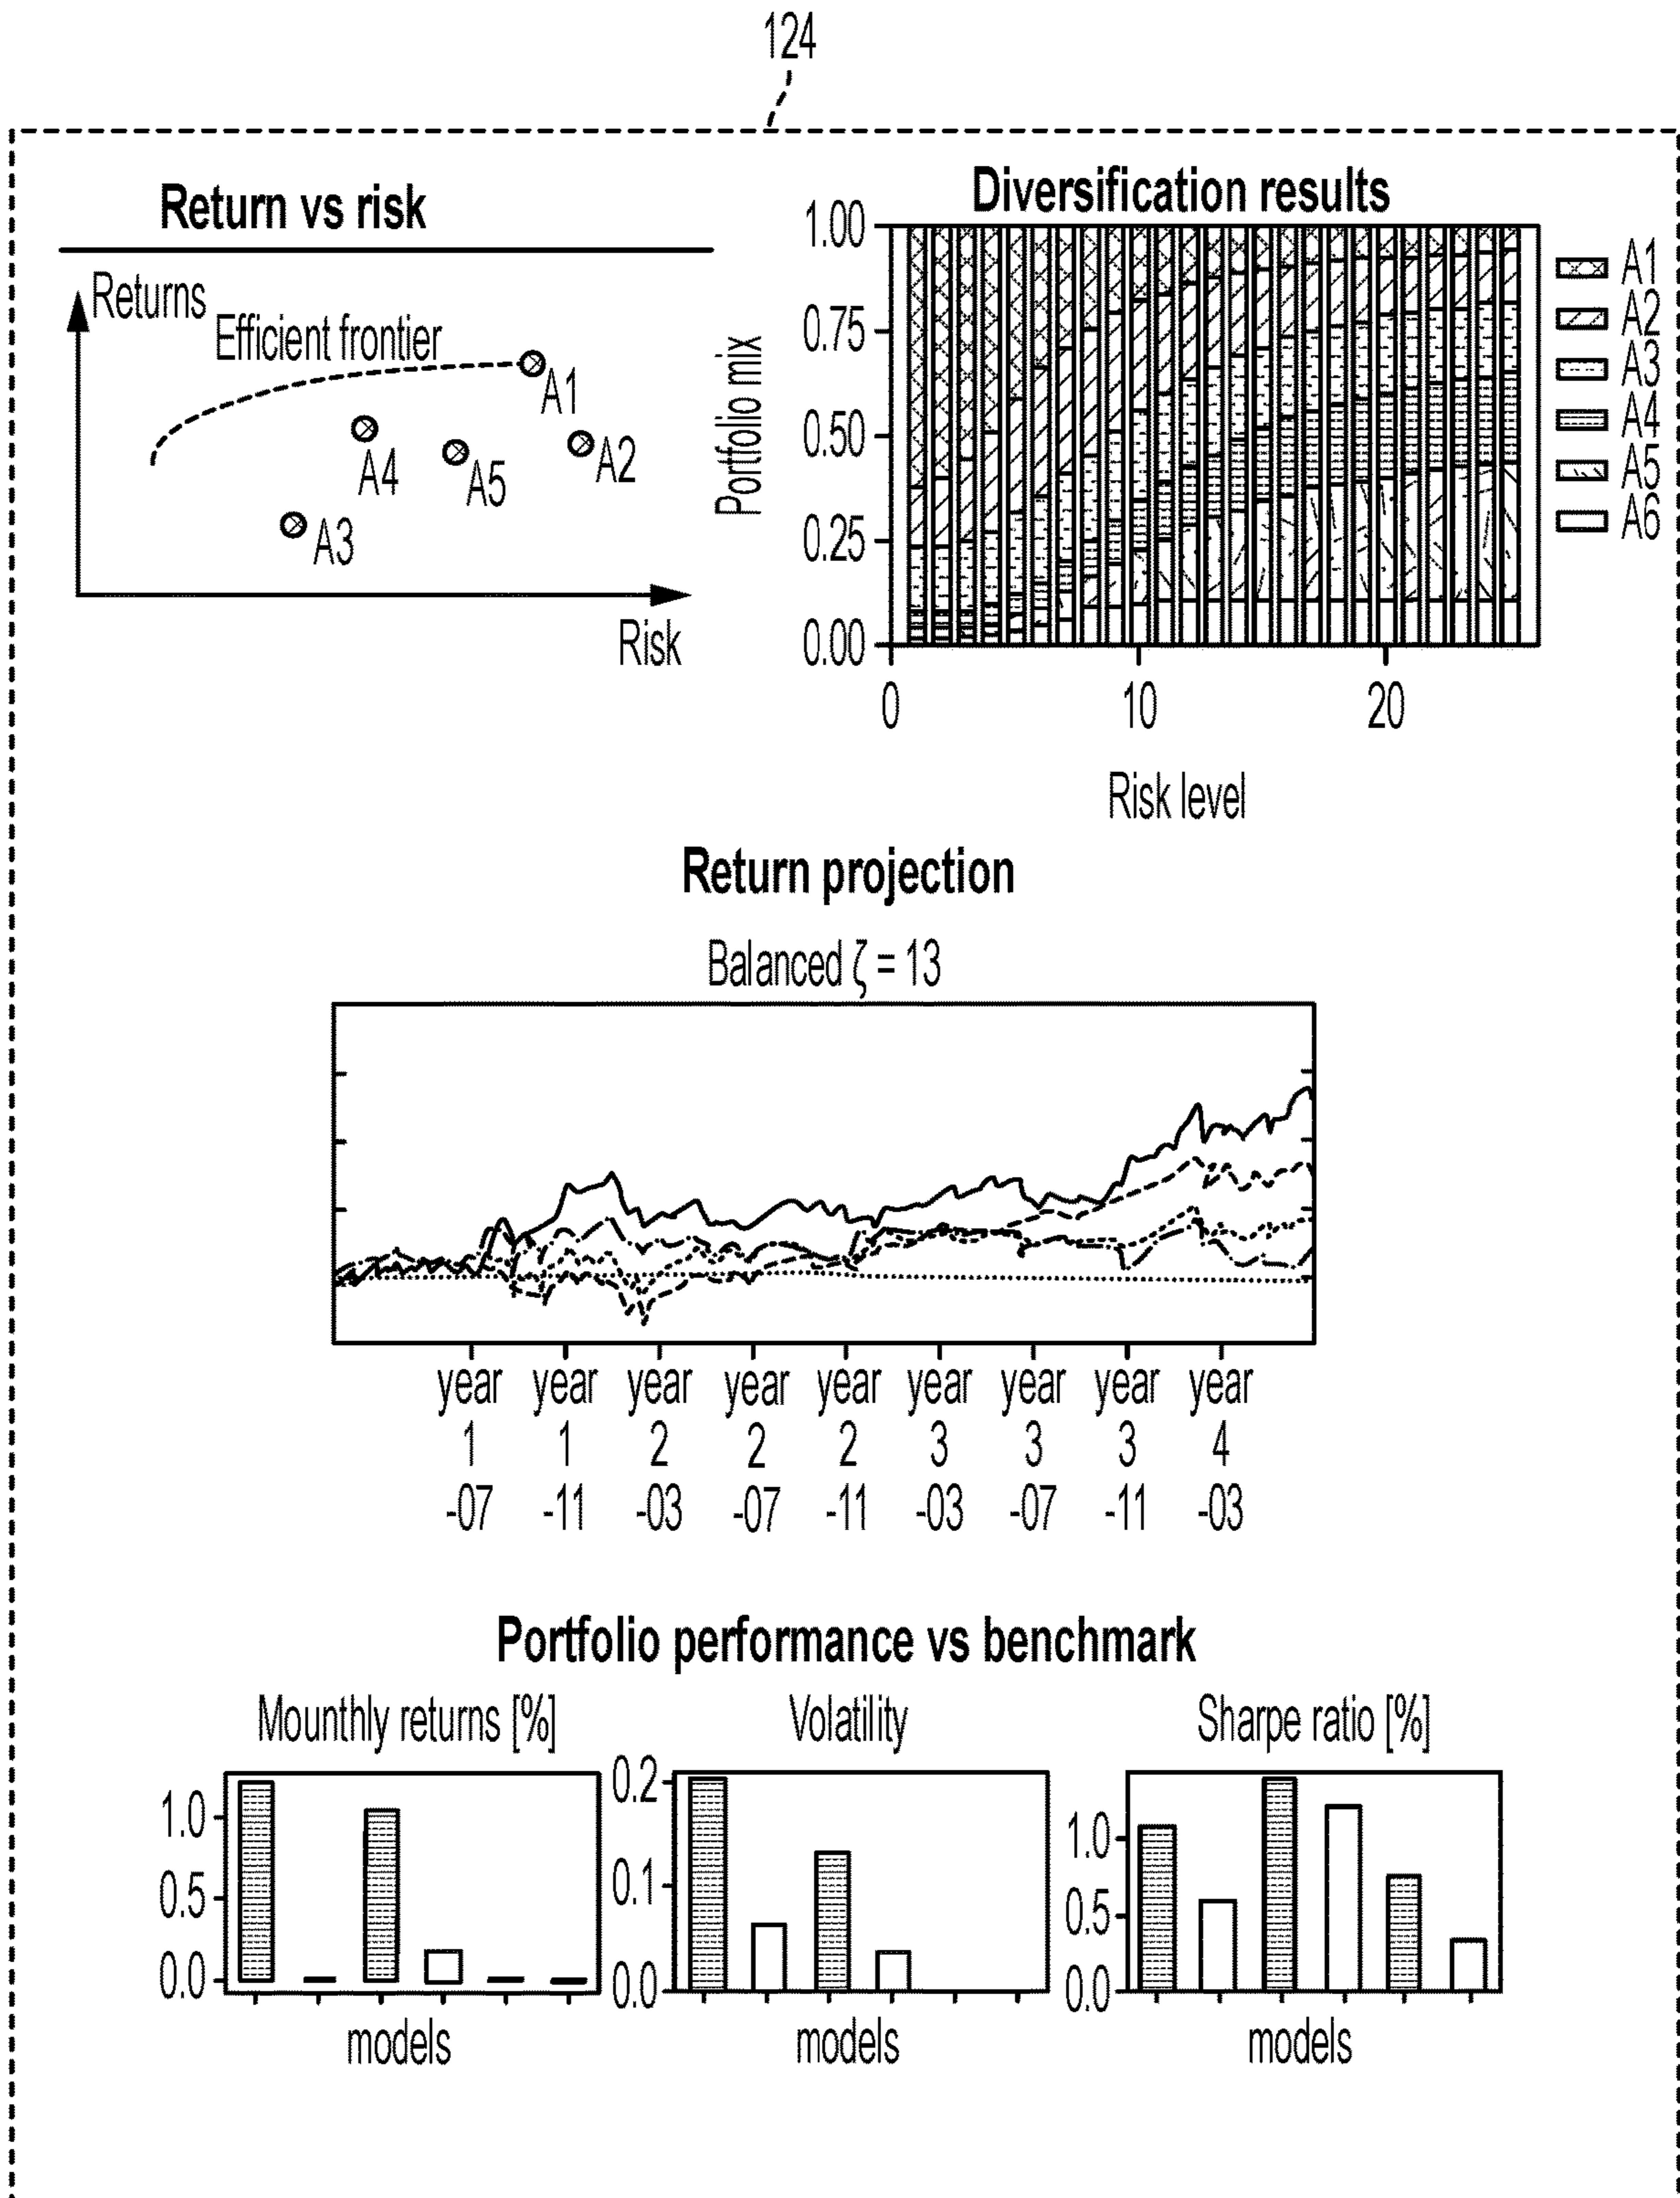 124
Return vs risk
Returns
Efficient frontier
A1
A4
A5
A2
A3
Risk
Diversification results
Portfolio mix
1.00
0.75
0.50
0.25
0.00
0 10 20
Risk level
A1
A2
A3
A4
A5
A6
Return projection
Balanced ζ = 13
year year year year year year year year year
1 1 2 2 2 3 3 3 4
-07 -11 -03 -07 -11 -03 -07 -11 -03
Portfolio performance vs benchmark
Mounthly returns [%]
1.0
0.5
0.0
models
Volatility
0.2
0.1
0.0
models
Sharpe ratio [%]
1.0
0.5
0.0
models